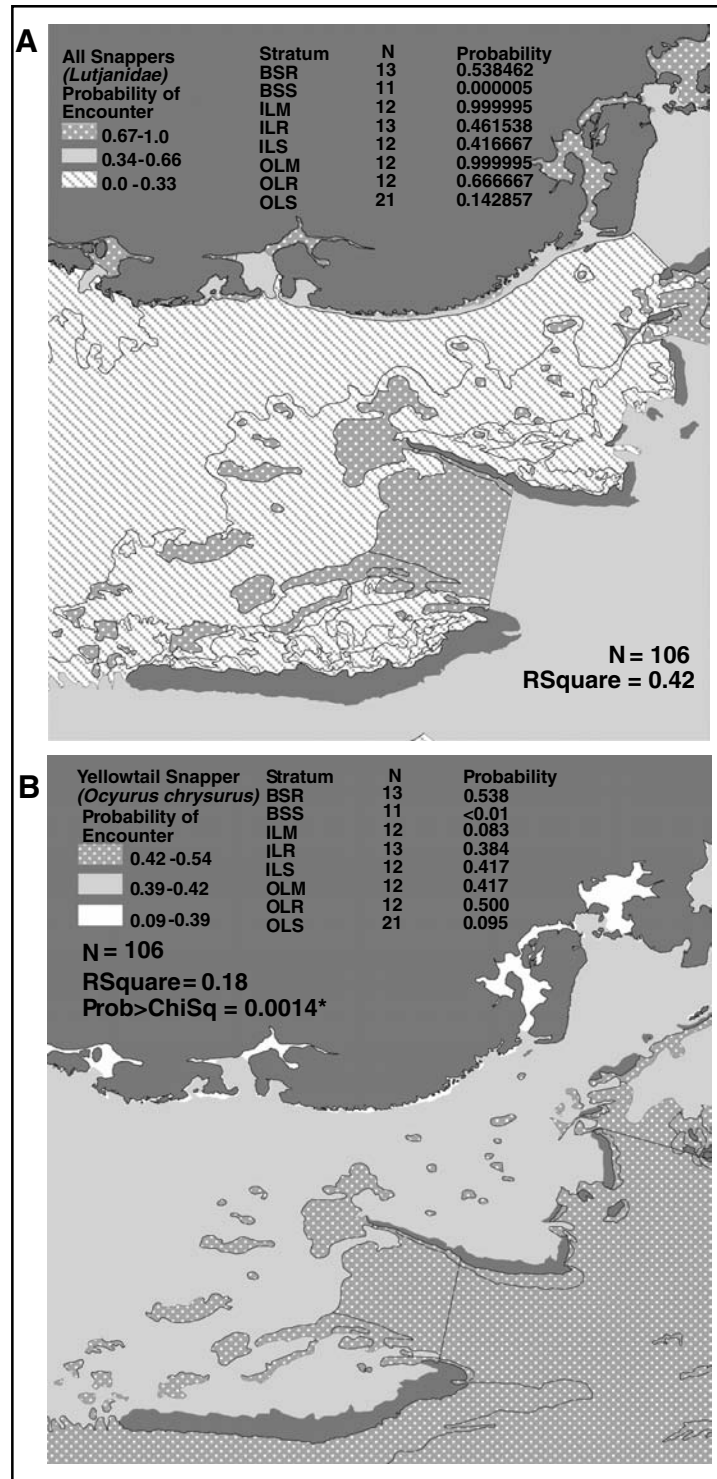 A
All Snappers
(Lutjanidae)
Probability of
Encounter
0.67-1.0
0.34-0.66
0.0-0.33
Stratum N Probability
BSR 13 0.538462
BSS 11 0.000005
ILM 12 0.999995
ILR 13 0.461538
ILS 12 0.416667
OLM 12 0.999995
OLR 12 0.666667
OLS 21 0.142857
N = 106
RSquare = 0.42
B
Yellowtail Snapper
(Ocyurus chrysurus)
Probability of
Encounter
0.42-0.54
0.39-0.42
0.09-0.39
Stratum N Probability
BSR 13 0.538
BSS 11 <0.01
ILM 12 0.083
ILR 13 0.384
ILS 12 0.417
OLM 12 0.417
OLR 12 0.500
OLS 21 0.095
N = 106
RSquare = 0.18
Prob>ChiSq = 0.0014*